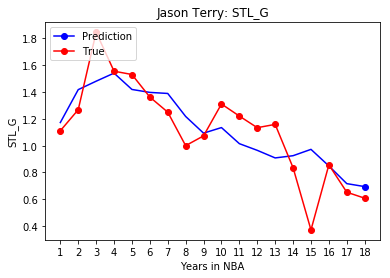 Jason Terry: STL_G
Prediction
True
STL_G
1.8
1.6
1.4
1.2
1.0
0.8
0.6
0.4
1 2 3 4 5 6 7 8 9 10 11 12 13 14 15 16 17 18
Years in NBA